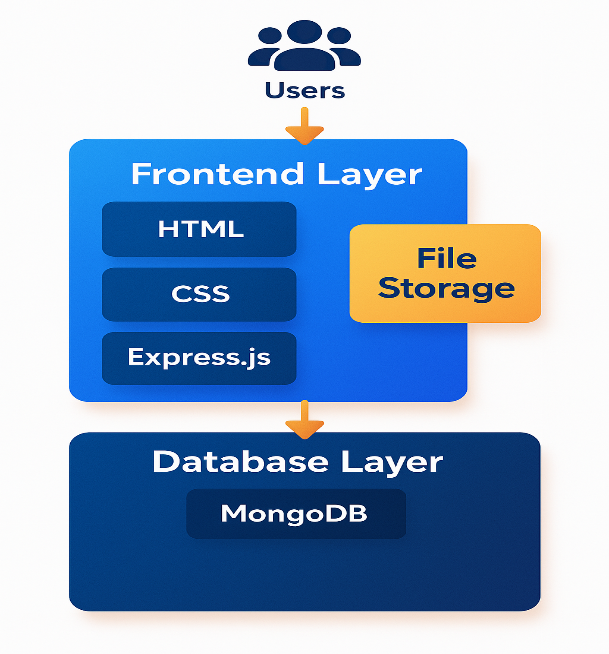 Users
Frontend Layer
HTML
CSS
Express.js
File
Storage
Database Layer
MongoDB